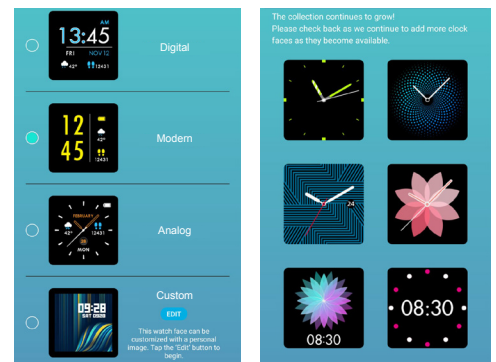 AM
13:45
FRI NOV 12
42° 12431
Digital
12
45
42°
12431
Modern
FEBRUARY
42° 12431
MON
Analog
09:28
SAT 0928
Custom
EDIT
This watch face can be
customized with a personal
image. Tap the 'Edit' button to
begin.
The collection continues to grow!
Please check back as we continue to add more clock
faces as they become available.
24
08:30
08:30